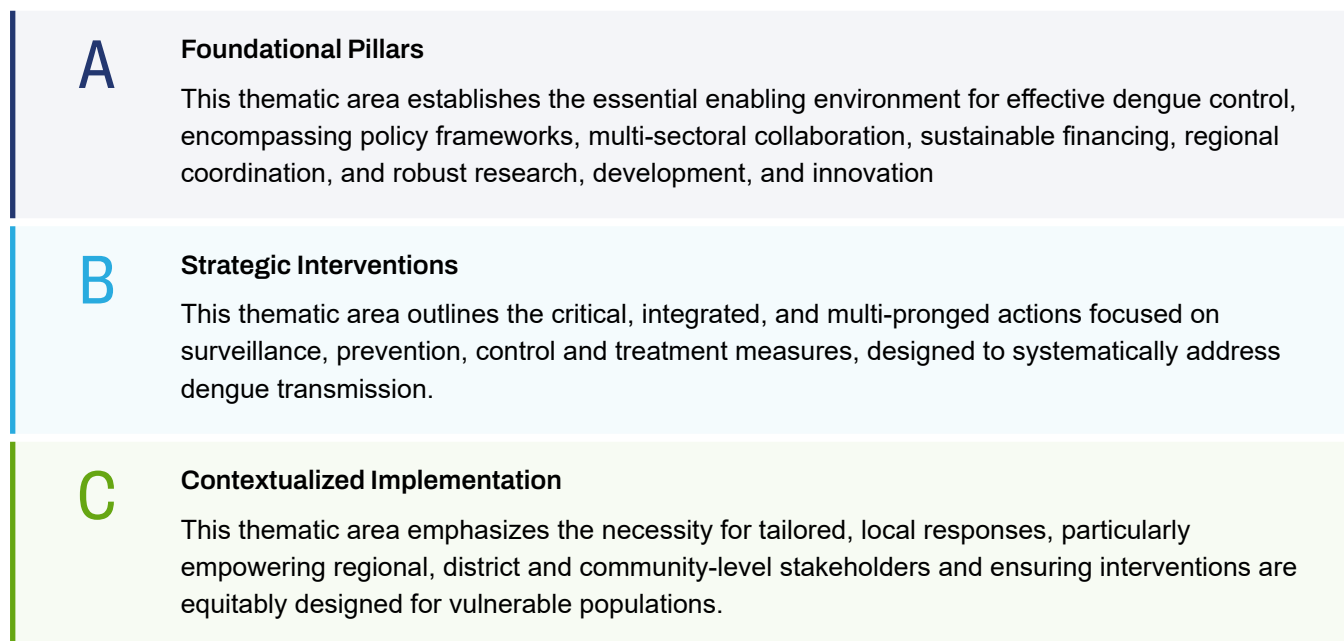 A
Foundational Pillars
This thematic area establishes the essential enabling environment for effective dengue control,
encompassing policy frameworks, multi-sectoral collaboration, sustainable financing, regional
coordination, and robust research, development, and innovation
B
Strategic Interventions
This thematic area outlines the critical, integrated, and multi-pronged actions focused on
surveillance, prevention, control and treatment measures, designed to systematically address
dengue transmission.
C
Contextualized Implementation
This thematic area emphasizes the necessity for tailored, local responses, particularly
empowering regional, district and community-level stakeholders and ensuring interventions are
equitably designed for vulnerable populations.